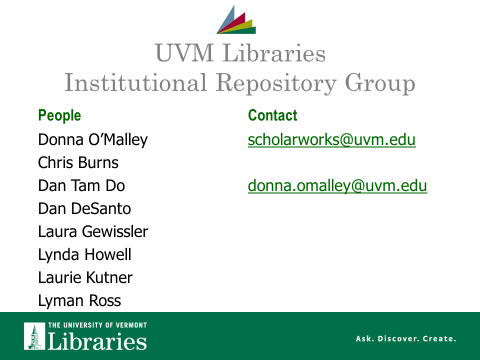 UVM Libraries
Institutional Repository Group
People
Donna O’Malley
Chris Burns
Dan Tam Do
Dan DeSanto
Laura Gewissler
Lynda Howell
Laurie Kutner
Lyman Ross
Contact
scholarworks@uvm.edu
donna.omalley@uvm.edu
THE UNIVERSITY OF VERMONT
Libraries
Ask. Discover. Create.